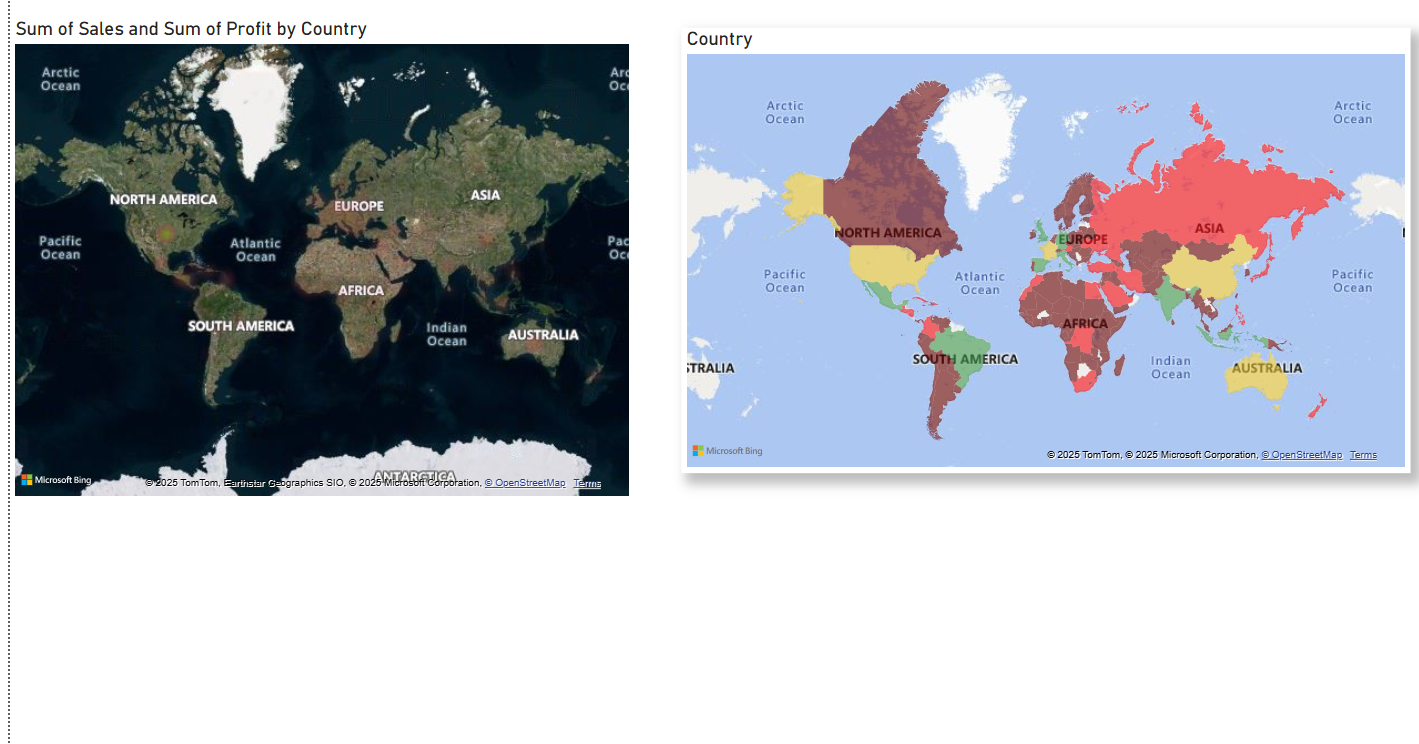 Sum of Sales and Sum of Profit by Country
Arctic
Ocean
Arc
Oc
NORTH AMERICA
EUROPE
ASIA
Pacific
Ocean
Atlantic
Ocean
Pac
Oc
AFRICA
SOUTH AMERICA
Indian
Ocean
AUSTRALIA
ANTARCTICA
Microsoft Bing
© 2025 TomTom, Earthstar Geographics SIO, © 2025 Microsoft Corporation, © OpenStreetMap Terms
Country
Arctic
Ocean
Arctic
Ocean
NORTH AMERICA
EUROPE
ASIA
N
Pacific
Ocean
Atlantic
Ocean
Pacific
Ocean
AFRICA
SOUTH AMERICA
Indian
Ocean
STRALIA
AUSTRALIA
Microsoft Bing
© 2025 TomTom, © 2025 Microsoft Corporation, © OpenStreetMap Terms